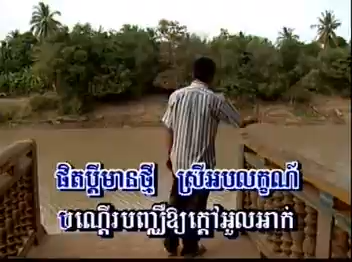 ផិតប្ដីមានថ្មី ស្រីអបលក្ខណ៍
បណ្ដើរបញ្ឈឺឱ្យក្ដៅអួលអាក់